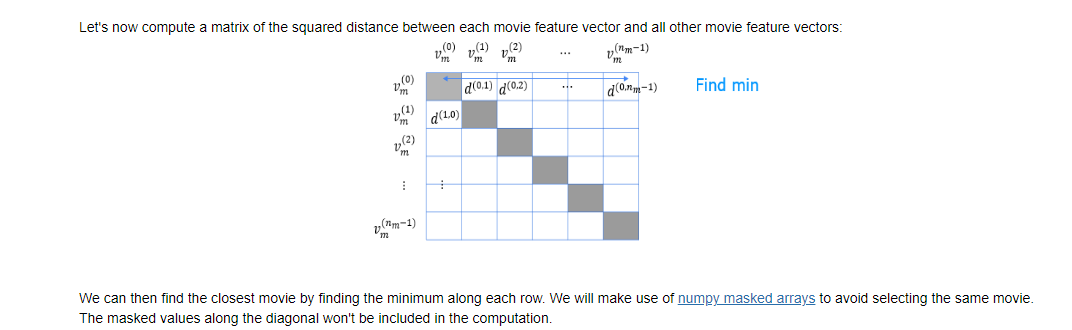 Let's now compute a matrix of the squared distance between each movie feature vector and all other movie feature vectors:
v_m^(0) v_m^(1) v_m^(2) ... v_m^(n_m−1)
v_m^(0) d^(0,1) d^(0,2) ... d^(0,n_m−1) Find min
v_m^(1) d^(1,0)
v_m^(2)
⋮ ⋮
v_m^(n_m−1)
We can then find the closest movie by finding the minimum along each row. We will make use of numpy masked arrays to avoid selecting the same movie.
The masked values along the diagonal won't be included in the computation.